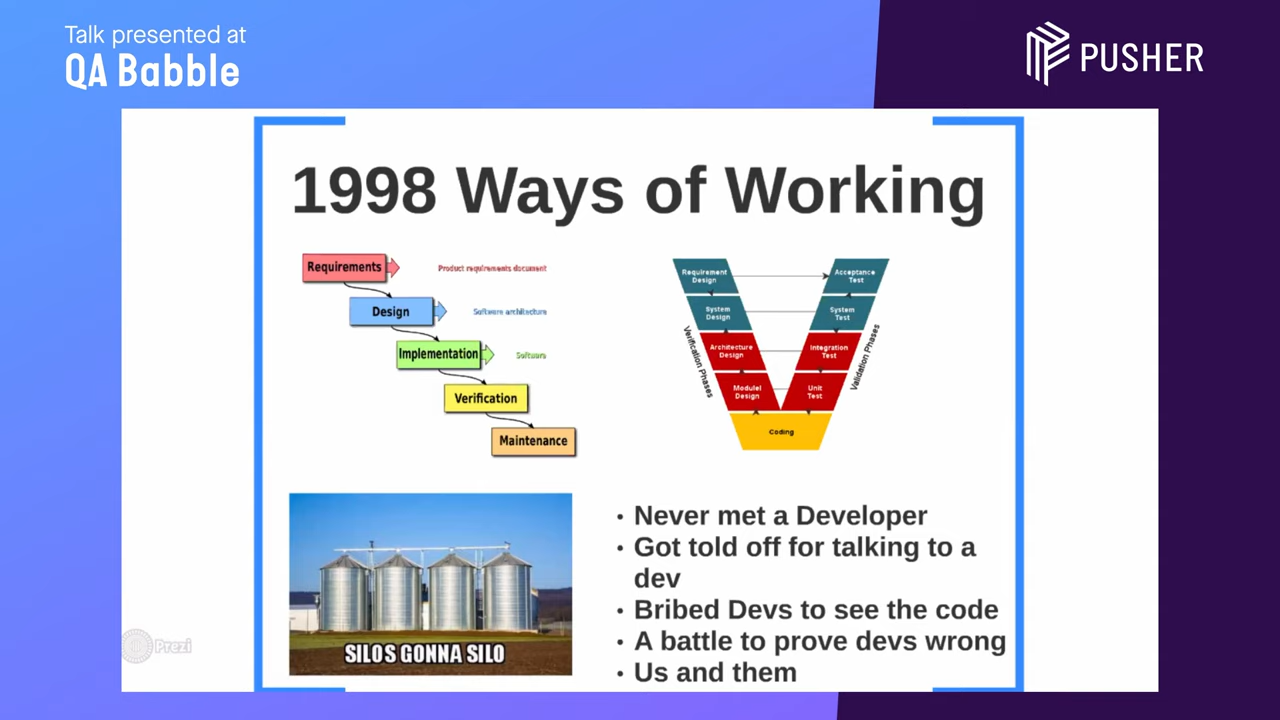 Talk presented at
QA Babble
PUSHER
1998 Ways of Working
Requirements
Product requirements document
Design
Software architecture
Implementation
Software
Verification
Maintenance
Requirement
Design
Acceptance
Test
System
Design
System
Test
Architecture
Design
Integration
Test
Modulel
Design
Unit
Test
Coding
Verification Phases
Validation Phases
SILOS GONNA SILO
• Never met a Developer
• Got told off for talking to a
dev
• Bribed Devs to see the code
• A battle to prove devs wrong
• Us and them
Prezi